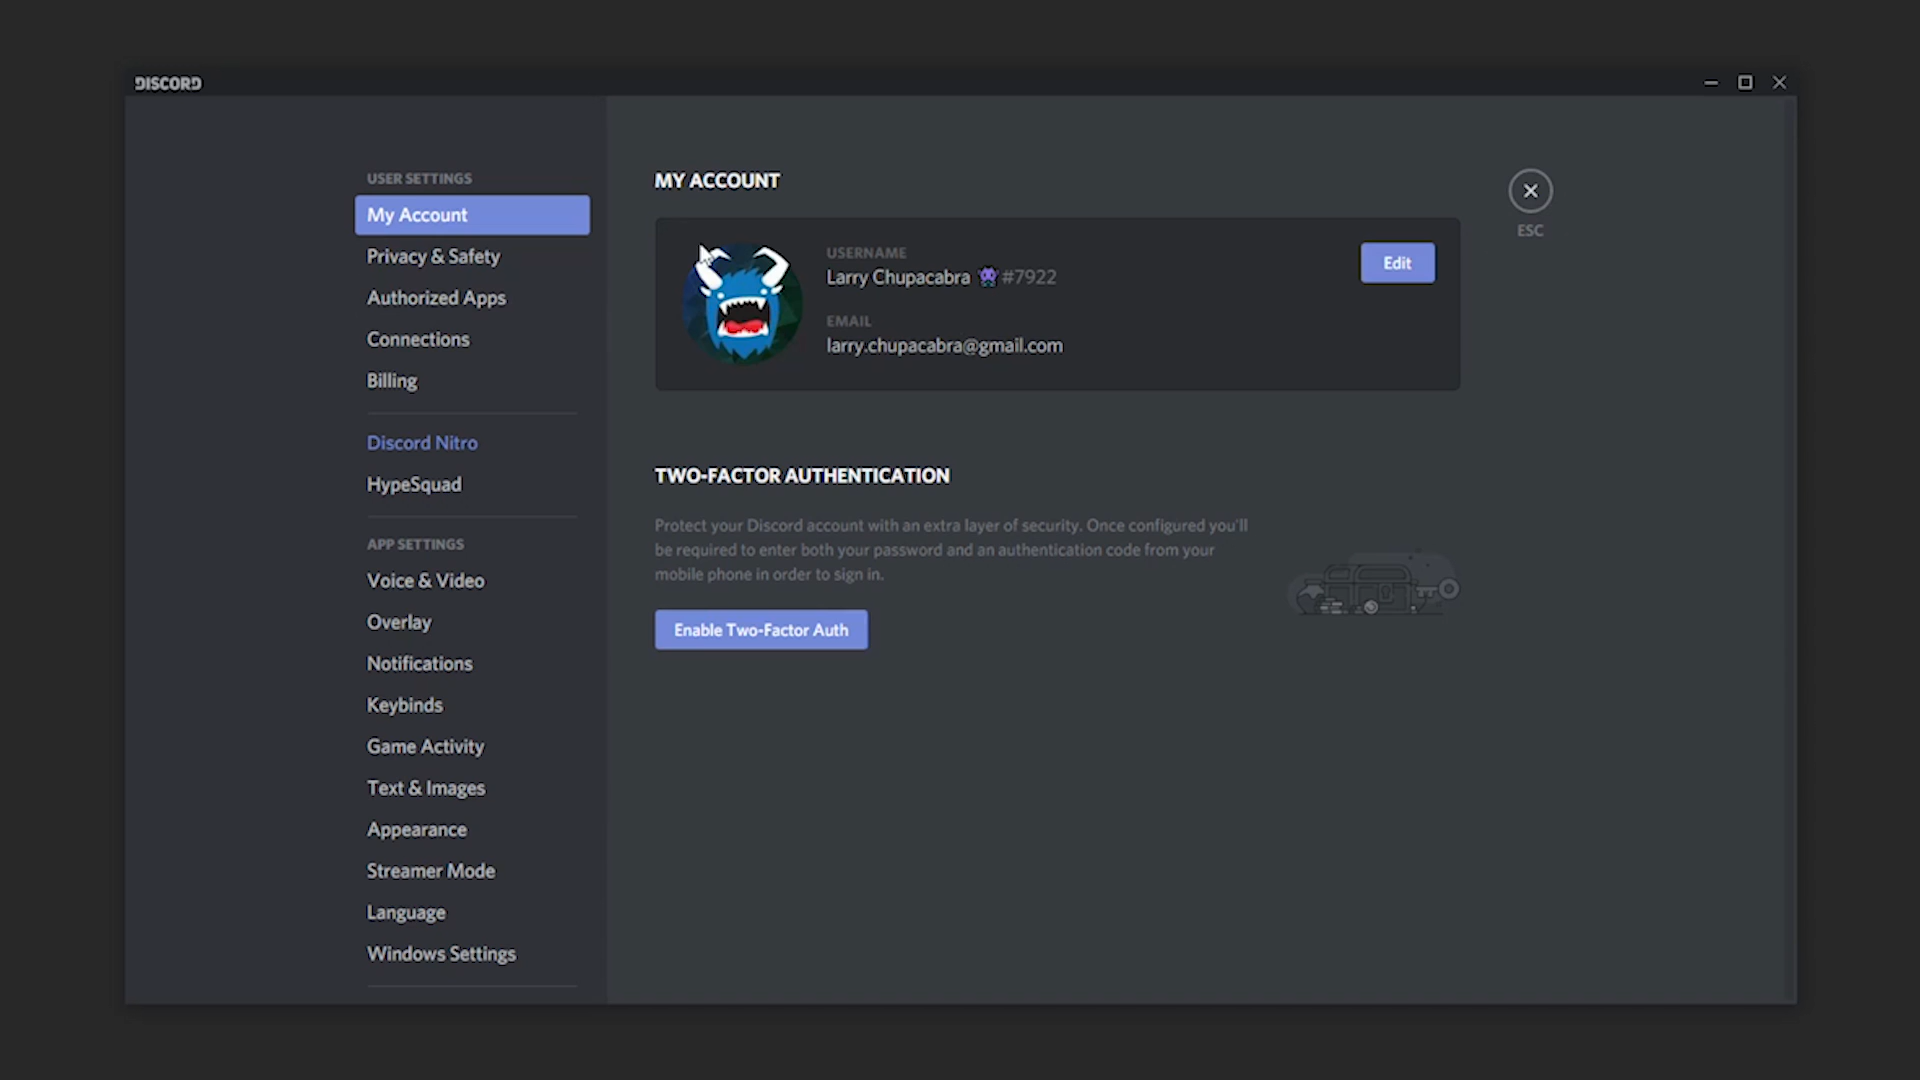 DISCORD
USER SETTINGS
My Account
Privacy & Safety
Authorized Apps
Connections
Billing
Discord Nitro
HypeSquad
APP SETTINGS
Voice & Video
Overlay
Notifications
Keybinds
Game Activity
Text & Images
Appearance
Streamer Mode
Language
Windows Settings
MY ACCOUNT
USERNAME
Larry Chupacabra 👾 #7922
EMAIL
larry.chupacabra@gmail.com
Edit
ESC
TWO-FACTOR AUTHENTICATION
Protect your Discord account with an extra layer of security. Once configured you'll
be required to enter both your password and an authentication code from your
mobile phone in order to sign in.
Enable Two-Factor Auth